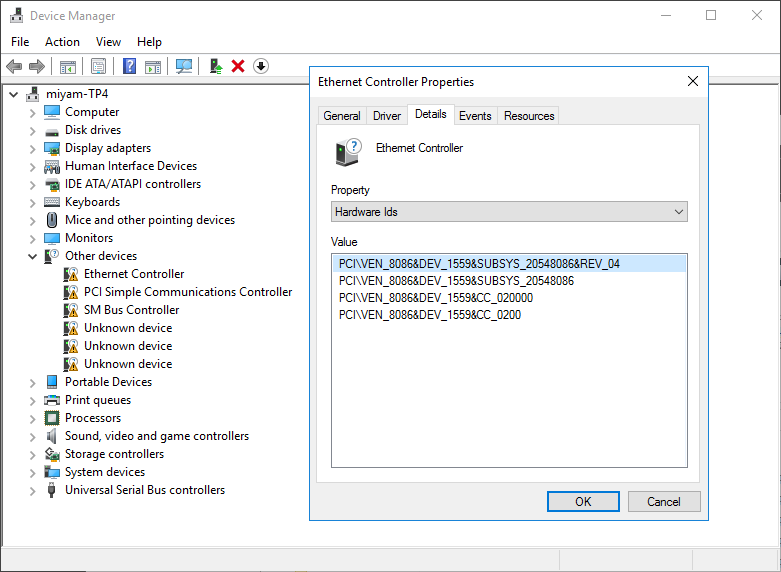 Device Manager
File Action View Help
miyam-TP4
Computer
Disk drives
Display adapters
Human Interface Devices
IDE ATA/ATAPI controllers
Keyboards
Mice and other pointing devices
Monitors
Other devices
Ethernet Controller
PCI Simple Communications Controller
SM Bus Controller
Unknown device
Unknown device
Unknown device
Portable Devices
Print queues
Processors
Sound, video and game controllers
Storage controllers
System devices
Universal Serial Bus controllers
Ethernet Controller Properties
General Driver Details Events Resources
Ethernet Controller
Property
Hardware Ids
Value
PCI\VEN_8086&DEV_1559&SUBSYS_20548086&REV_04
PCI\VEN_8086&DEV_1559&SUBSYS_20548086
PCI\VEN_8086&DEV_1559&CC_020000
PCI\VEN_8086&DEV_1559&CC_0200
OK Cancel